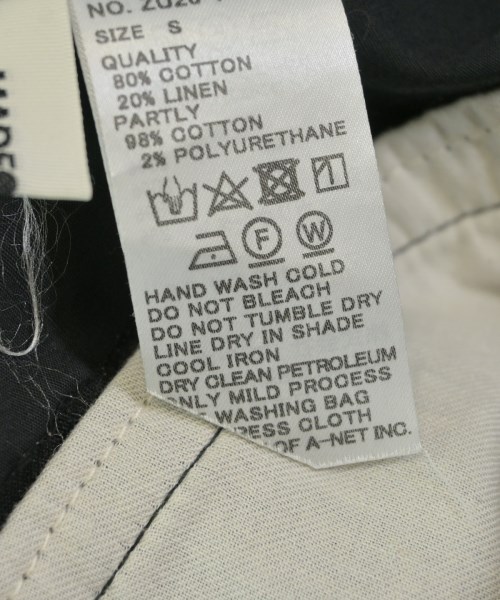 SIZE S
QUALITY
80% COTTON
20% LINEN
PARTLY
98% COTTON
2% POLYURETHANE
F W
HAND WASH COLD
DO NOT BLEACH
DO NOT TUMBLE DRY
LINE DRY IN SHADE
COOL IRON
DRY CLEAN PETROLEUM
ONLY MILD PROCESS
WASHING BAG
PRESS CLOTH
OF A-NET INC.